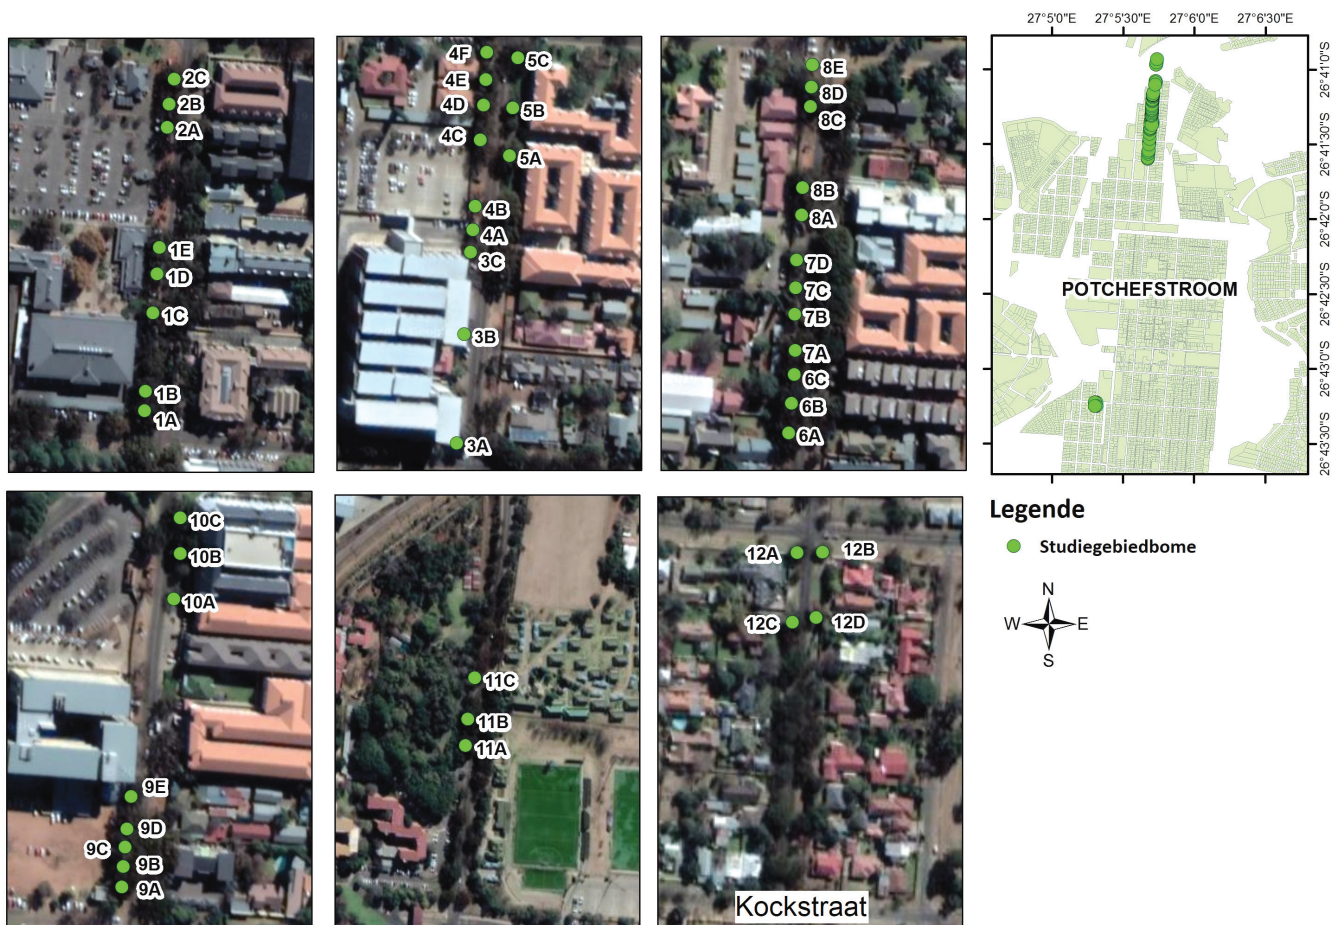 27°5'0"E 27°5'30"E 27°6'0"E 27°6'30"E
2C
2B
2A
1E
1D
1C
1B
1A
4F
5C
4E
4D
5B
4C
5A
4B
4A
3C
3B
3A
8E
8D
8C
8B
8A
7D
7C
7B
7A
6C
6B
6A
26°41'0"S
26°41'30"S
26°42'0"S
26°42'30"S
26°43'0"S
26°43'30"S
POTCHEFSTROOM
10C
10B
10A
9E
9D
9C
9B
9A
11C
11B
11A
12A 12B
12C 12D
Kockstraat
Legende
Studiegebiedbome
N
W E
S